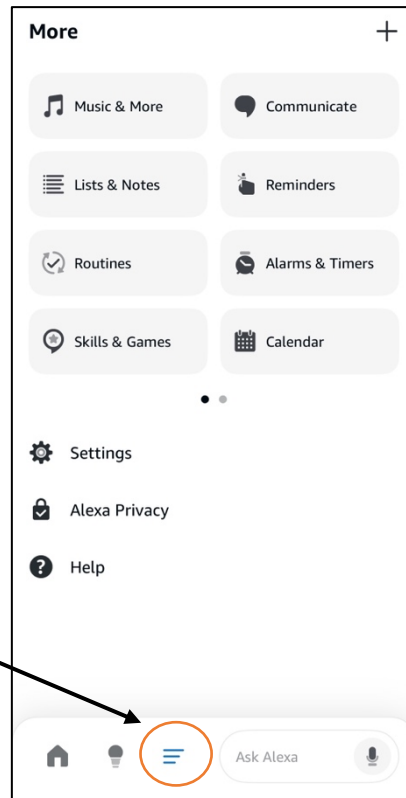 More
Music & More
Communicate
Lists & Notes
Reminders
Routines
Alarms & Timers
Skills & Games
Calendar
Settings
Alexa Privacy
Help
Ask Alexa